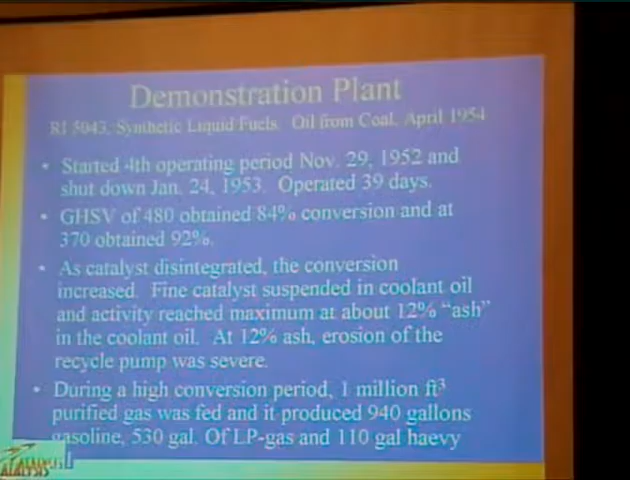 Demonstration Plant
RI 5043, Synthetic Liquid Fuels. Oil from Coal, April 1954
• Started 4th operating period Nov. 29, 1952 and
shut down Jan. 24, 1953. Operated 39 days.
• GHSV of 480 obtained 84% conversion and at
370 obtained 92%.
• As catalyst disintegrated, the conversion
increased. Fine catalyst suspended in coolant oil
and activity reached maximum at about 12% “ash”
in the coolant oil. At 12% ash, erosion of the
recycle pump was severe.
• During a high conversion period, 1 million ft³
purified gas was fed and it produced 940 gallons
gasoline, 530 gal. Of LP-gas and 110 gal haevy